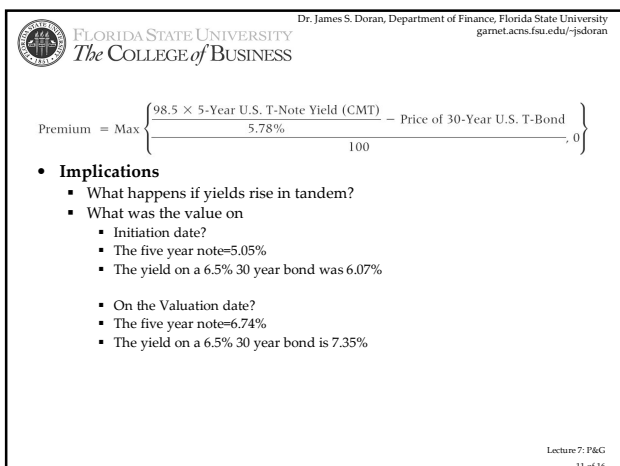 Dr. James S. Doran, Department of Finance, Florida State University
garnet.acns.fsu.edu/~jsdoran
FLORIDA STATE UNIVERSITY
The COLLEGE of BUSINESS
Premium = Max { (98.5 × 5-Year U.S. T-Note Yield (CMT) / 5.78% − Price of 30-Year U.S. T-Bond) / 100 , 0 }
• Implications
▪ What happens if yields rise in tandem?
▪ What was the value on
▪ Initiation date?
▪ The five year note=5.05%
▪ The yield on a 6.5% 30 year bond was 6.07%
▪ On the Valuation date?
▪ The five year note=6.74%
▪ The yield on a 6.5% 30 year bond is 7.35%
Lecture 7: P&G
11 of 16